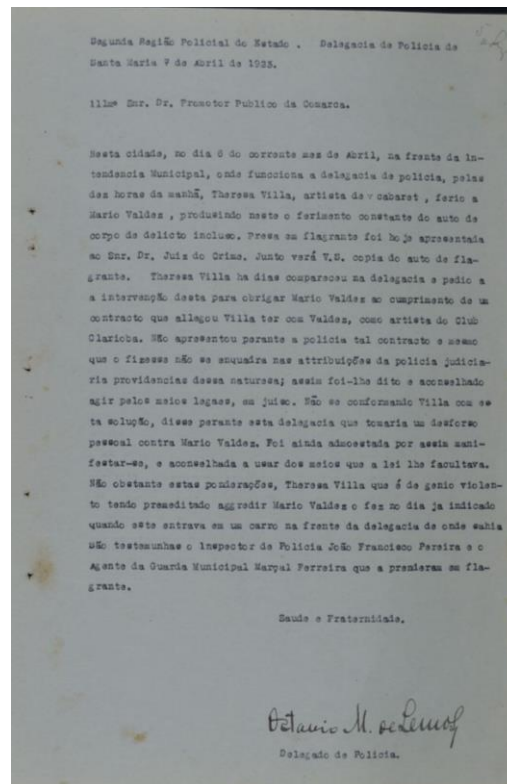 Segunda Região Policial do Estado . Delegacia de Policia de
Santa Maria 7 de Abril de 1923.
Illmº Snr. Dr. Promotor Publico da Comarca.
Nesta cidade, no dia 6 do corrente mez de Abril, na frente da in-
tendencia Municipal, onde funcciona a delegacia de policia, pelas
dez horas da manhã, Theresa Villa, artista de cabaret , ferio a
Mario Valdez , produzindo neste o ferimento constante do auto de
corpo de delicto incluso. Presa em flagrante foi hoje apresentada
ao Snr. Dr. Juiz do Crime. Junto verá V.S. copia do auto de fla-
grante. Theresa Villa ha dias compareceu na delegacia e pedio a
a intervenção desta para obrigar Mario Valdez ao cumprimento de um
contracto que allegou Villa ter com Valdez, como artista do Club
Clarioba. Não apresentou perante a policia tal contracto e mesmo
que o fizesse não se enquadra nas attribuições da policia judicia-
ria providencias dessa natureza; assim foi-lhe dito e aconselhado
agir pelos meios legaes, em juizo. Não se conformando Villa com es
ta solução, disse perante esta delegacia que tomaria um desforço
pessoal contra Mario Valdez. Foi ainda admoestada por assim mani-
festar-se, e aconselhada a usar dos meios que a lei lhe facultava.
Não obstante estas ponderações, Theresa Villa que é de genio violen-
to tendo premeditado aggredir Mario Valdez o fez no dia já indicado
quando este entrava em um carro na frente da delegacia de onde sahia
São testemunhas o Inspector de Policia João Francisco Pereira e o
Agente da Guarda Municipal Marçal Ferreira que a prenderam em fla-
grante.
Saude e Fraternidade.
Octavio M. de Lemos
Delegado de Policia.